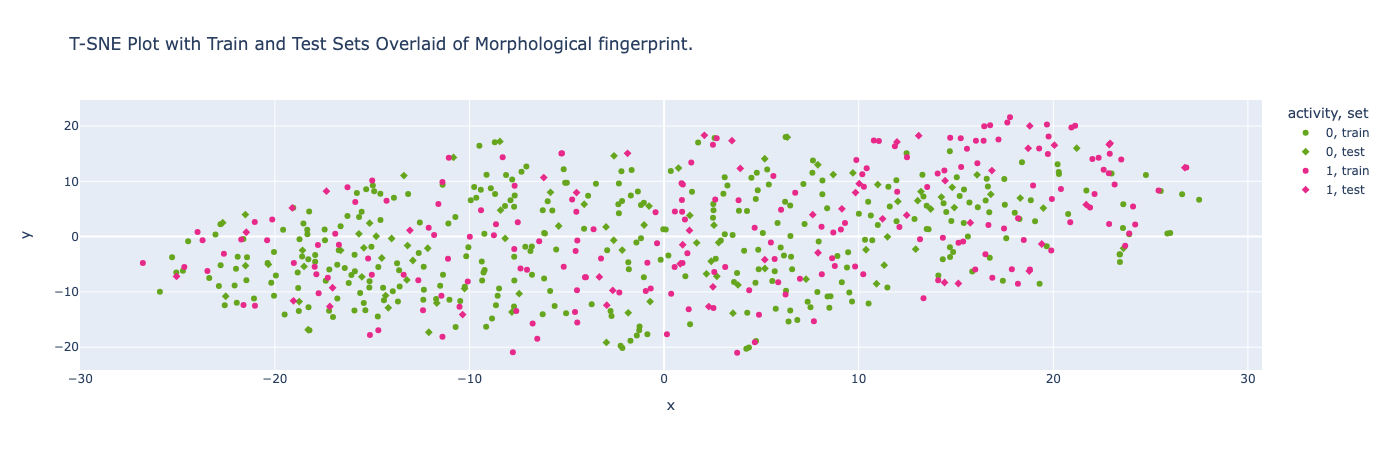 T-SNE Plot with Train and Test Sets Overlaid of Morphological fingerprint.
activity, set
0, train
0, test
1, train
1, test
20
10
0
−10
−20
y
−30
−20
−10
0
10
20
30
x